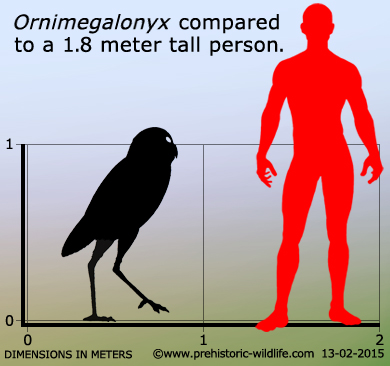 Ornimegalonyx compared
to a 1.8 meter tall person.
1
0
0 1 2
DIMENSIONS IN METERS ©www.prehistoric-wildlife.com 13-02-2015